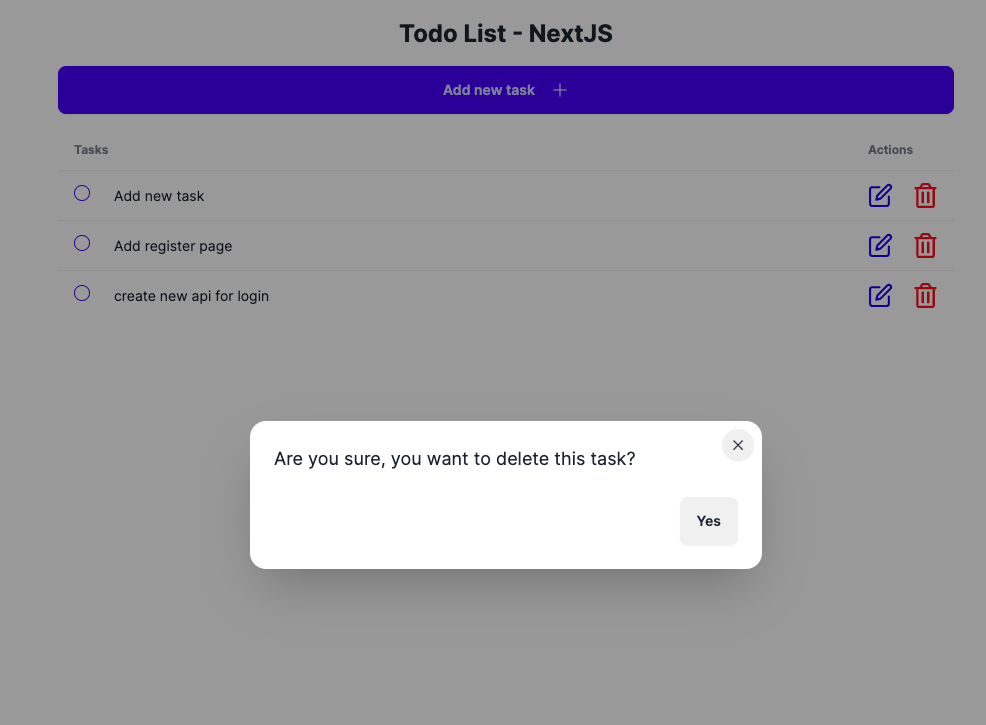 Todo List - NextJS
Add new task
Tasks Actions
Add new task
Add register page
create new api for login
Are you sure, you want to delete this task?
Yes